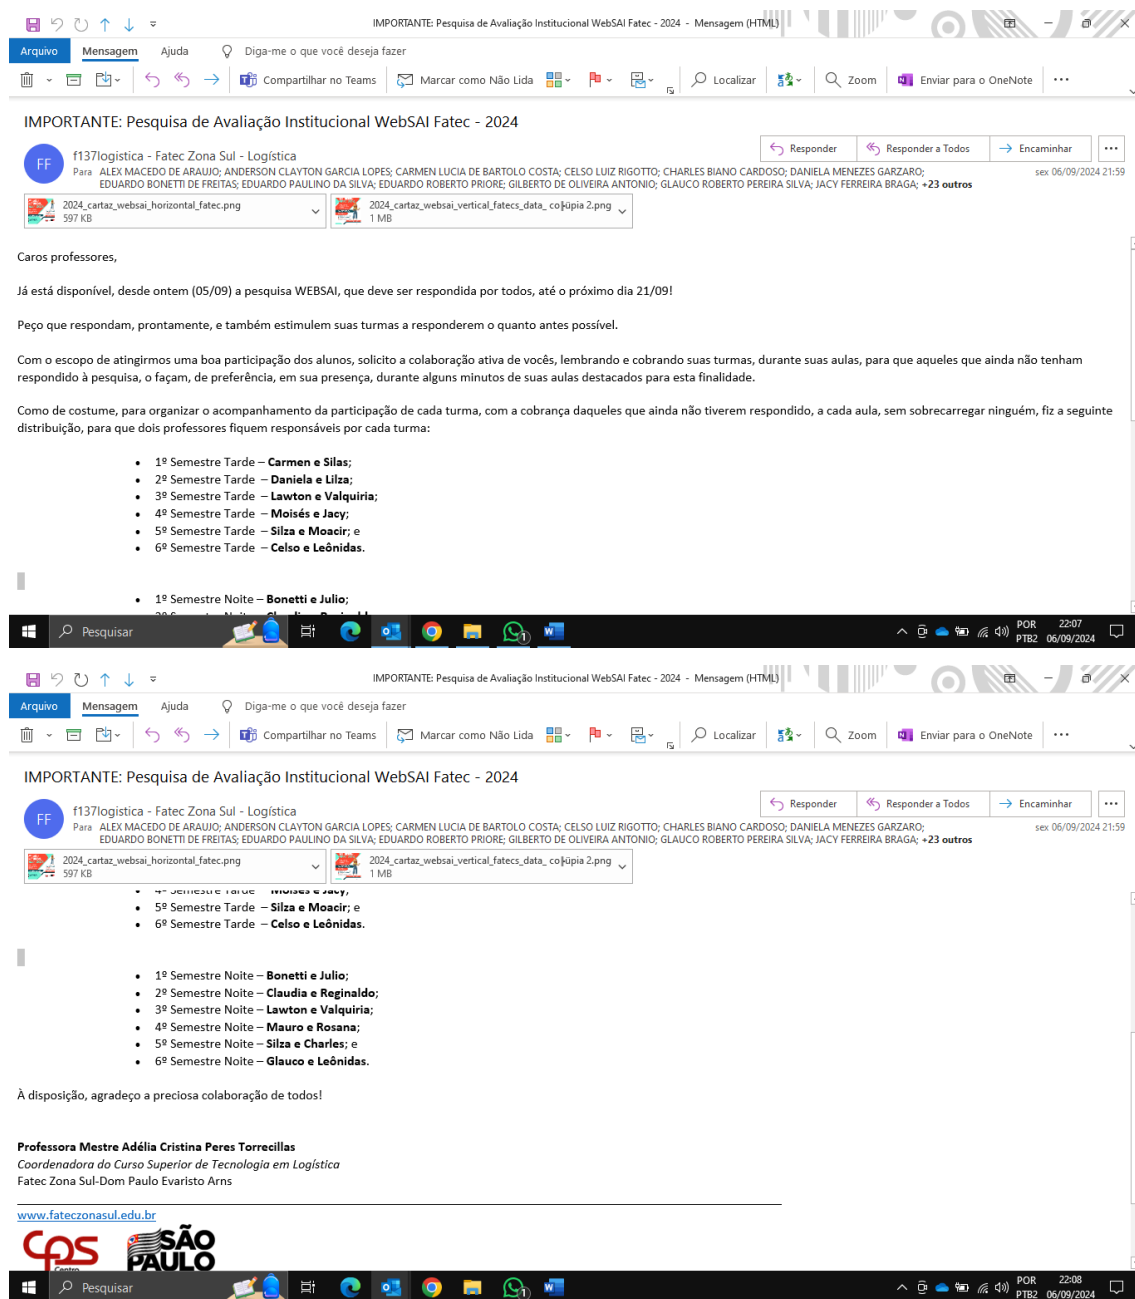 IMPORTANTE: Pesquisa de Avaliação Institucional WebSAI Fatec - 2024 - Mensagem (HTML)
Arquivo Mensagem Ajuda Diga-me o que você deseja fazer
Compartilhar no Teams Marcar como Não Lida Localizar Zoom Enviar para o OneNote
IMPORTANTE: Pesquisa de Avaliação Institucional WebSAI Fatec - 2024
FF
f137logistica - Fatec Zona Sul - Logística
Responder Responder a Todos Encaminhar
Para ALEX MACEDO DE ARAUJO; ANDERSON CLAYTON GARCIA LOPES; CARMEN LUCIA DE BARTOLO COSTA; CELSO LUIZ RIGOTTO; CHARLES BIANO CARDOSO; DANIELA MENEZES GARZARO; sex 06/09/2024 21:59
EDUARDO BONETTI DE FREITAS; EDUARDO PAULINO DA SILVA; EDUARDO ROBERTO PRIORE; GILBERTO DE OLIVEIRA ANTONIO; GLAUCO ROBERTO PEREIRA SILVA; JACY FERREIRA BRAGA; +23 outros
2024_cartaz_websai_horizontal_fatec.png 2024_cartaz_websai_vertical_fatecs_data_ co├üpia 2.png
597 KB 1 MB
Caros professores,
Já está disponível, desde ontem (05/09) a pesquisa WEBSAI, que deve ser respondida por todos, até o próximo dia 21/09!
Peço que respondam, prontamente, e também estimulem suas turmas a responderem o quanto antes possível.
Com o escopo de atingirmos uma boa participação dos alunos, solicito a colaboração ativa de vocês, lembrando e cobrando suas turmas, durante suas aulas, para que aqueles que ainda não tenham
respondido à pesquisa, o façam, de preferência, em sua presença, durante alguns minutos de suas aulas destacados para esta finalidade.
Como de costume, para organizar o acompanhamento da participação de cada turma, com a cobrança daqueles que ainda não tiverem respondido, a cada aula, sem sobrecarregar ninguém, fiz a seguinte
distribuição, para que dois professores fiquem responsáveis por cada turma:
• 1º Semestre Tarde – Carmen e Silas;
• 2º Semestre Tarde – Daniela e Lilza;
• 3º Semestre Tarde – Lawton e Valquiria;
• 4º Semestre Tarde – Moisés e Jacy;
• 5º Semestre Tarde – Silza e Moacir; e
• 6º Semestre Tarde – Celso e Leônidas.
• 1º Semestre Noite – Bonetti e Julio;
Pesquisar POR 22:07
PTB2 06/09/2024
IMPORTANTE: Pesquisa de Avaliação Institucional WebSAI Fatec - 2024 - Mensagem (HTML)
Arquivo Mensagem Ajuda Diga-me o que você deseja fazer
Compartilhar no Teams Marcar como Não Lida Localizar Zoom Enviar para o OneNote
IMPORTANTE: Pesquisa de Avaliação Institucional WebSAI Fatec - 2024
FF
f137logistica - Fatec Zona Sul - Logística
Responder Responder a Todos Encaminhar
Para ALEX MACEDO DE ARAUJO; ANDERSON CLAYTON GARCIA LOPES; CARMEN LUCIA DE BARTOLO COSTA; CELSO LUIZ RIGOTTO; CHARLES BIANO CARDOSO; DANIELA MENEZES GARZARO; sex 06/09/2024 21:59
EDUARDO BONETTI DE FREITAS; EDUARDO PAULINO DA SILVA; EDUARDO ROBERTO PRIORE; GILBERTO DE OLIVEIRA ANTONIO; GLAUCO ROBERTO PEREIRA SILVA; JACY FERREIRA BRAGA; +23 outros
2024_cartaz_websai_horizontal_fatec.png 2024_cartaz_websai_vertical_fatecs_data_ co├üpia 2.png
597 KB 1 MB
• 4º Semestre Tarde – Moisés e Jacy;
• 5º Semestre Tarde – Silza e Moacir; e
• 6º Semestre Tarde – Celso e Leônidas.
• 1º Semestre Noite – Bonetti e Julio;
• 2º Semestre Noite – Claudia e Reginaldo;
• 3º Semestre Noite – Lawton e Valquiria;
• 4º Semestre Noite – Mauro e Rosana;
• 5º Semestre Noite – Silza e Charles; e
• 6º Semestre Noite – Glauco e Leônidas.
À disposição, agradeço a preciosa colaboração de todos!
Professora Mestre Adélia Cristina Peres Torrecillas
Coordenadora do Curso Superior de Tecnologia em Logística
Fatec Zona Sul-Dom Paulo Evaristo Arns
www.fateczonasul.edu.br
CPS SÃO
PAULO
Centro
Pesquisar POR 22:08
PTB2 06/09/2024